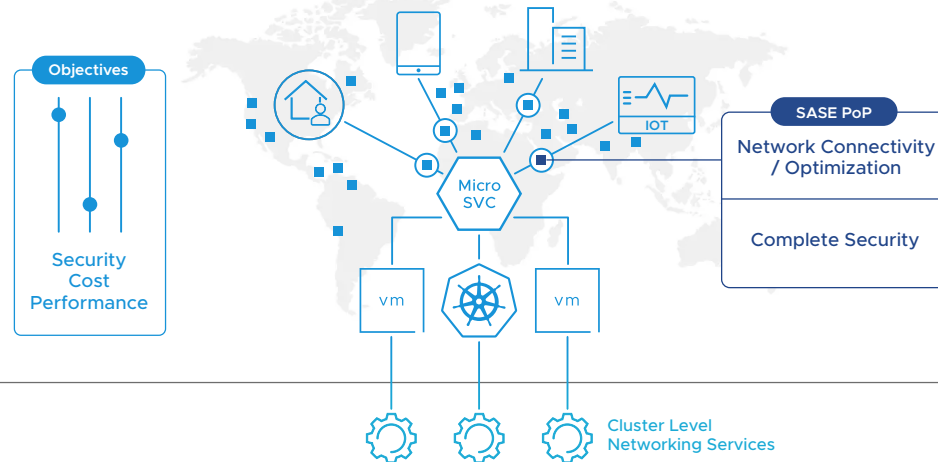 Objectives
Security
Cost
Performance
IOT
Micro
SVC
vm
vm
SASE PoP
Network Connectivity
/ Optimization
Complete Security
Cluster Level
Networking Services